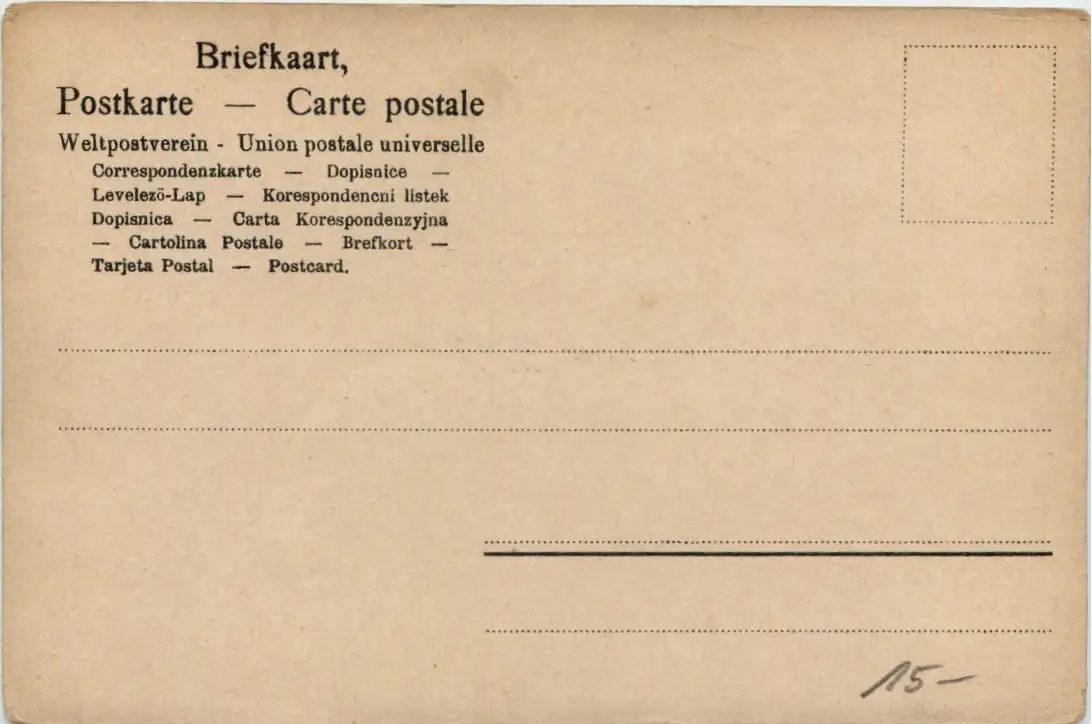 Briefkaart,
Postkarte — Carte postale
Weltpostverein - Union postale universelle
Correspondenzkarte — Dopisnice —
Levelezö-Lap — Korespondencni listek
Dopisnica — Carta Korespondenzyjna
— Cartolina Postale — Brefkort —
Tarjeta Postal — Postcard.
15-